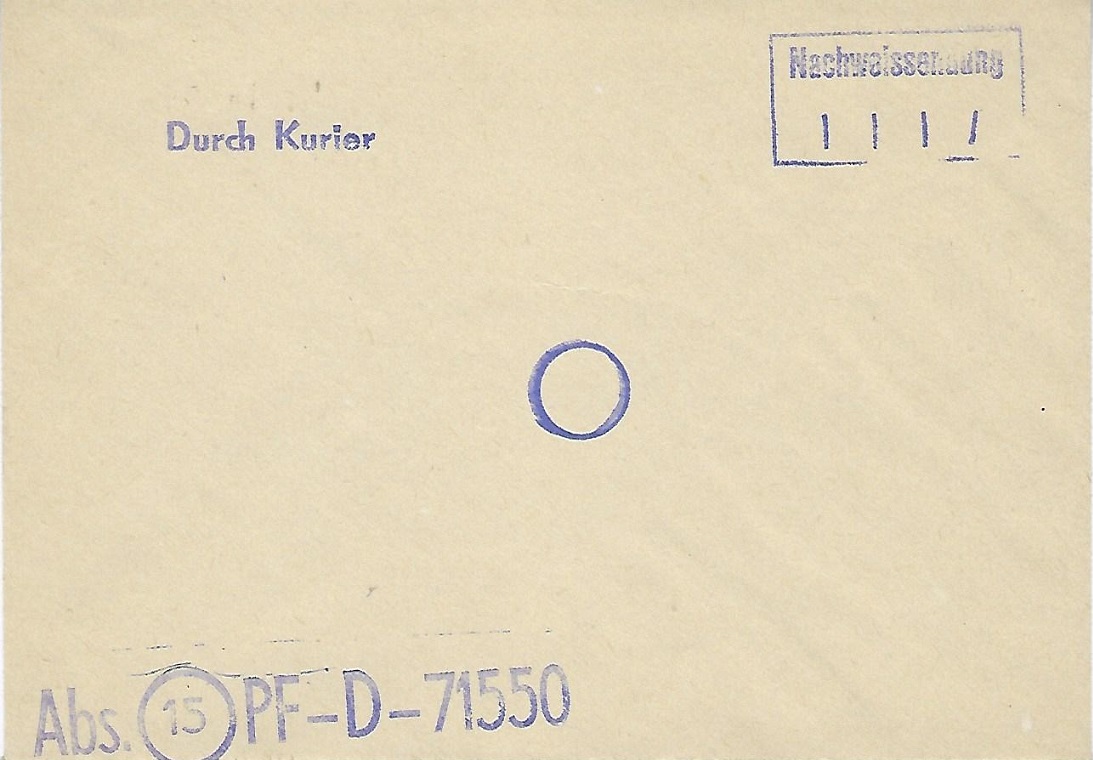 Nachweissendung
Durch Kurier
Abs. 15 PF-D-71550